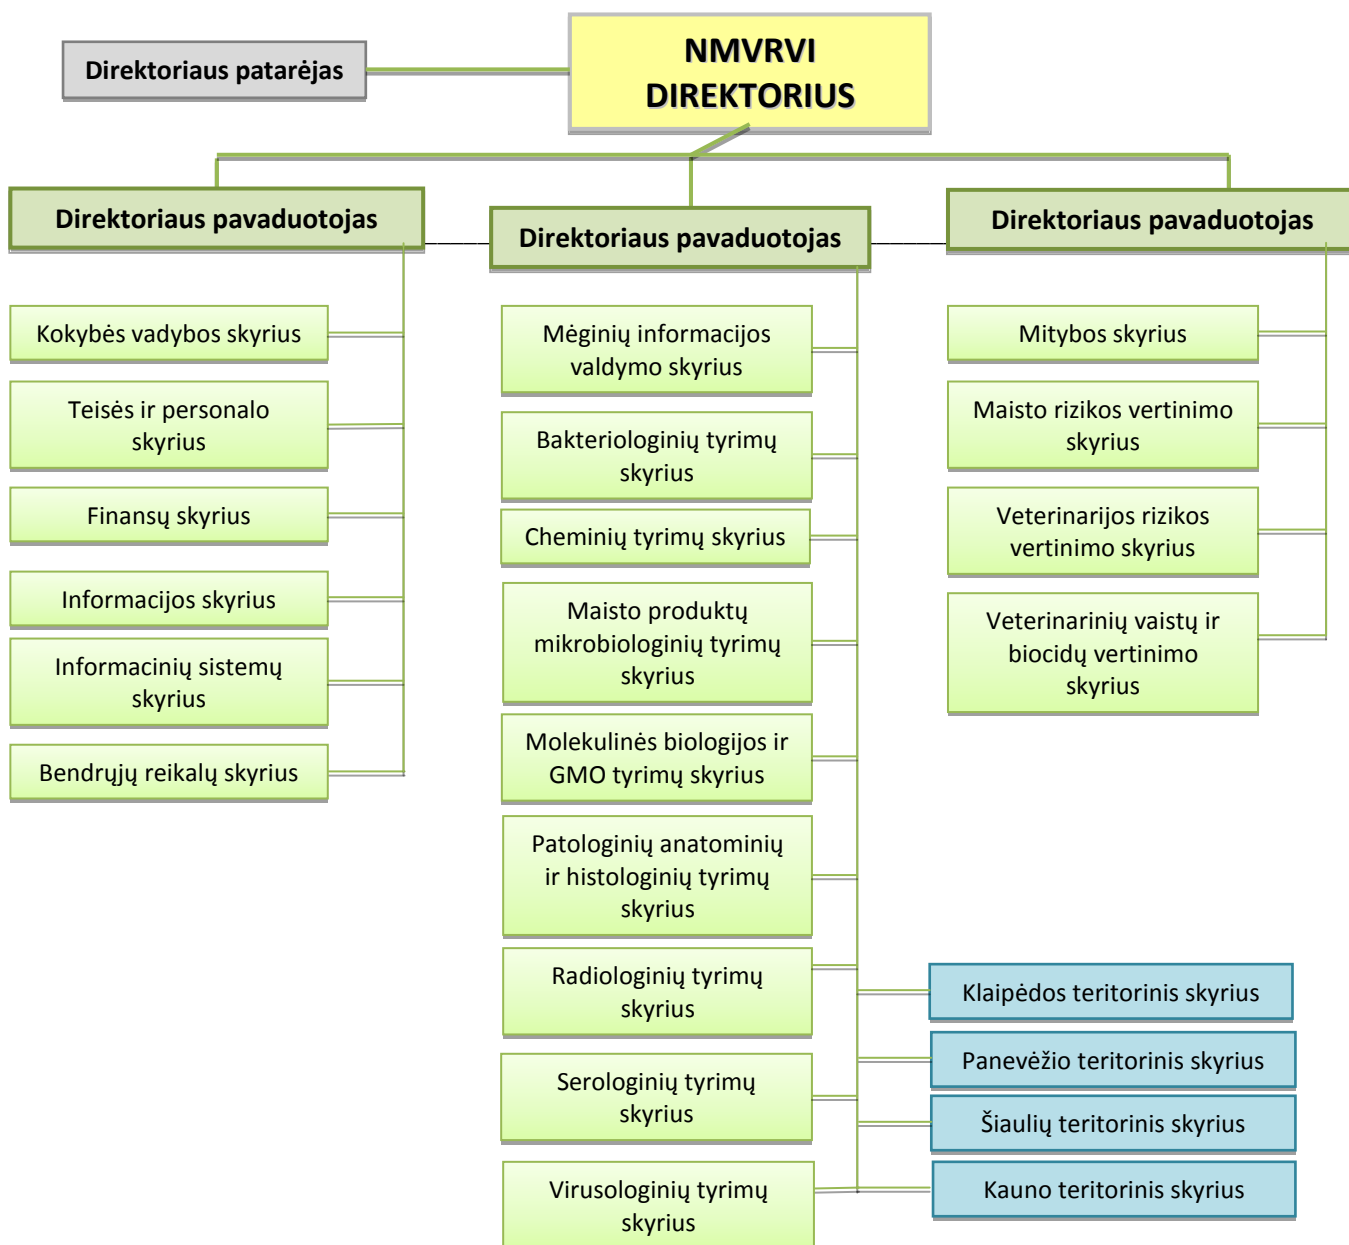 Direktoriaus patarėjas
NMVRVI
DIREKTORIUS
Direktoriaus pavaduotojas
Direktoriaus pavaduotojas
Direktoriaus pavaduotojas
Kokybės vadybos skyrius
Teisės ir personalo
skyrius
Finansų skyrius
Informacijos skyrius
Informacinių sistemų
skyrius
Bendrųjų reikalų skyrius
Mėginių informacijos
valdymo skyrius
Bakteriologinių tyrimų
skyrius
Cheminių tyrimų skyrius
Maisto produktų
mikrobiologinių tyrimų
skyrius
Molekulinės biologijos ir
GMO tyrimų skyrius
Patologinių anatominių
ir histologinių tyrimų
skyrius
Radiologinių tyrimų
skyrius
Serologinių tyrimų
skyrius
Virusologinių tyrimų
skyrius
Mitybos skyrius
Maisto rizikos vertinimo
skyrius
Veterinarijos rizikos
vertinimo skyrius
Veterinarinių vaistų ir
biocidų vertinimo
skyrius
Klaipėdos teritorinis skyrius
Panevėžio teritorinis skyrius
Šiaulių teritorinis skyrius
Kauno teritorinis skyrius